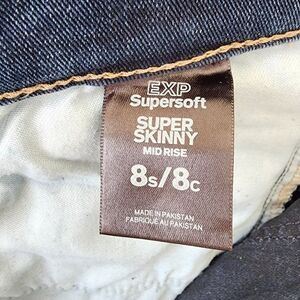 EXP
Supersoft
SUPER
SKINNY
MID RISE
8s/8c
MADE IN PAKISTAN
FABRIQUÉ AU PAKISTAN